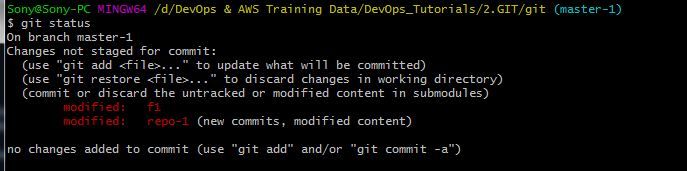 Sony@Sony-PC MINGW64 /d/DevOps & AWS Training Data/DevOps_Tutorials/2.GIT/git (master-1)
$ git status
On branch master-1
Changes not staged for commit:
  (use "git add <file>..." to update what will be committed)
  (use "git restore <file>..." to discard changes in working directory)
  (commit or discard the untracked or modified content in submodules)
        modified:   f1
        modified:   repo-1 (new commits, modified content)

no changes added to commit (use "git add" and/or "git commit -a")